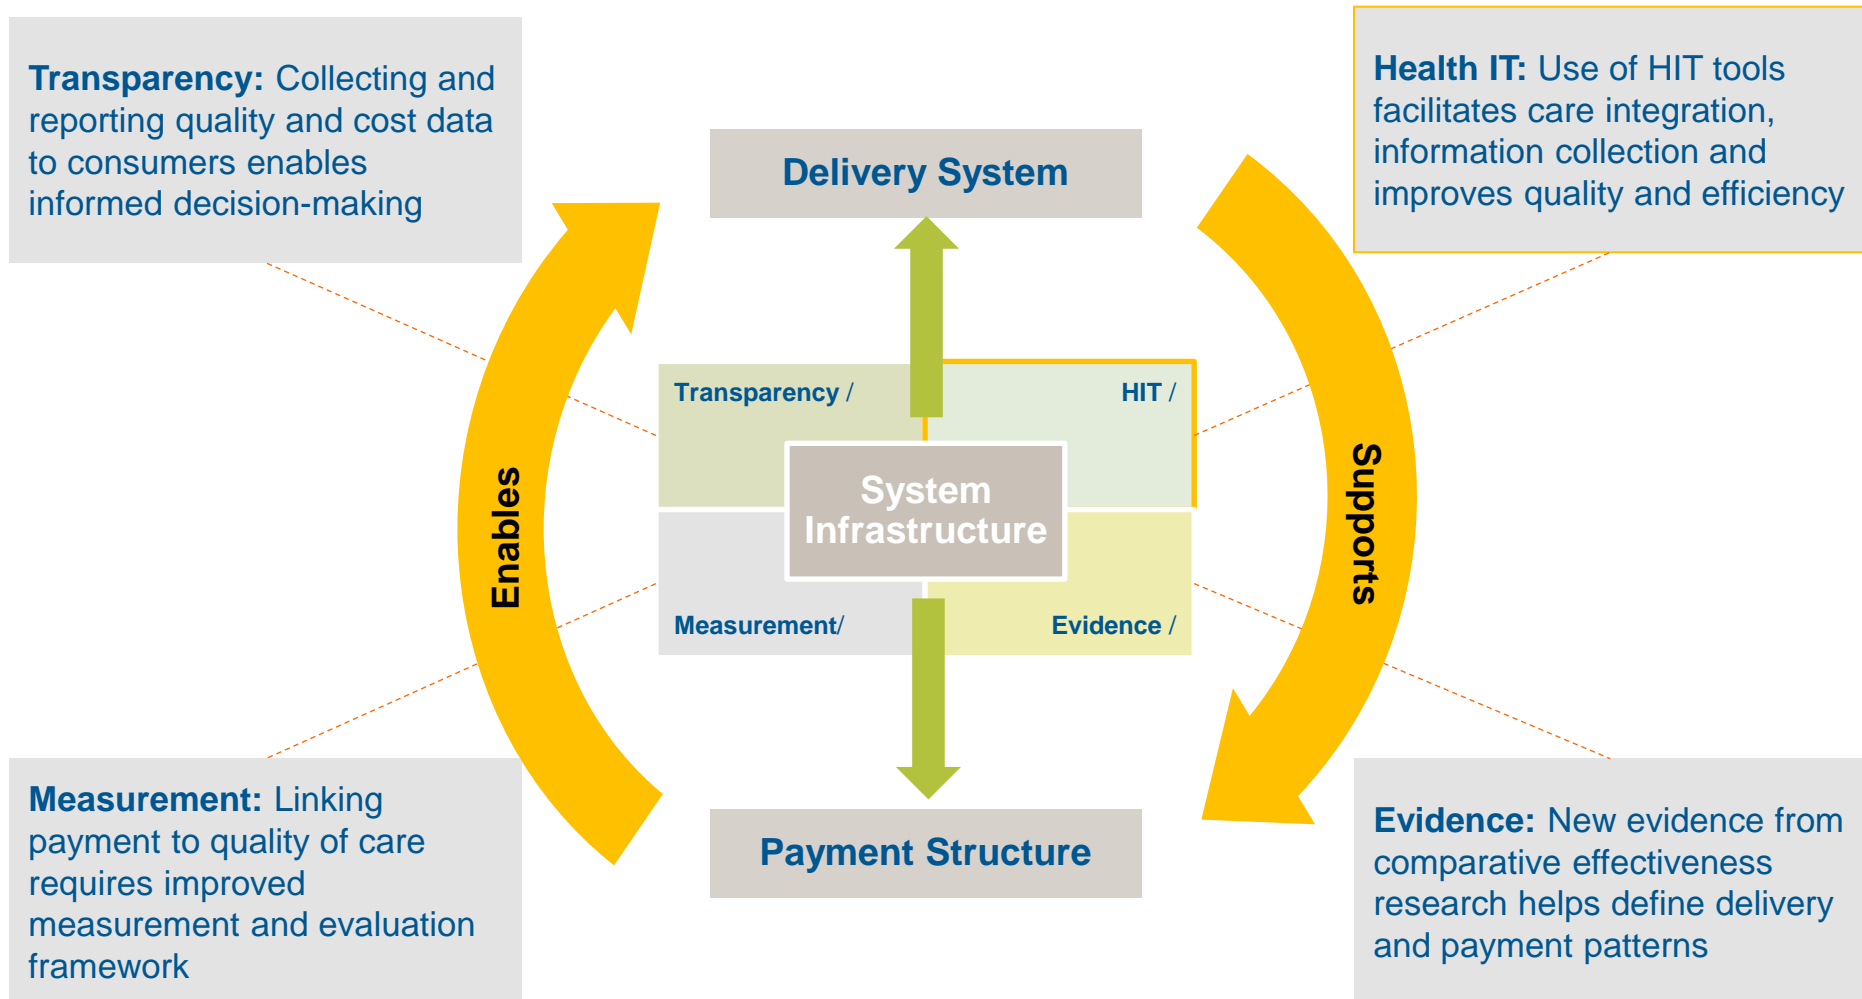 Transparency: Collecting and
reporting quality and cost data
to consumers enables
informed decision-making
Health IT: Use of HIT tools
facilitates care integration,
information collection and
improves quality and efficiency
Delivery System
Transparency /
HIT /
System
Infrastructure
Enables
Supports
Measurement/
Evidence /
Payment Structure
Measurement: Linking
payment to quality of care
requires improved
measurement and evaluation
framework
Evidence: New evidence from
comparative effectiveness
research helps define delivery
and payment patterns